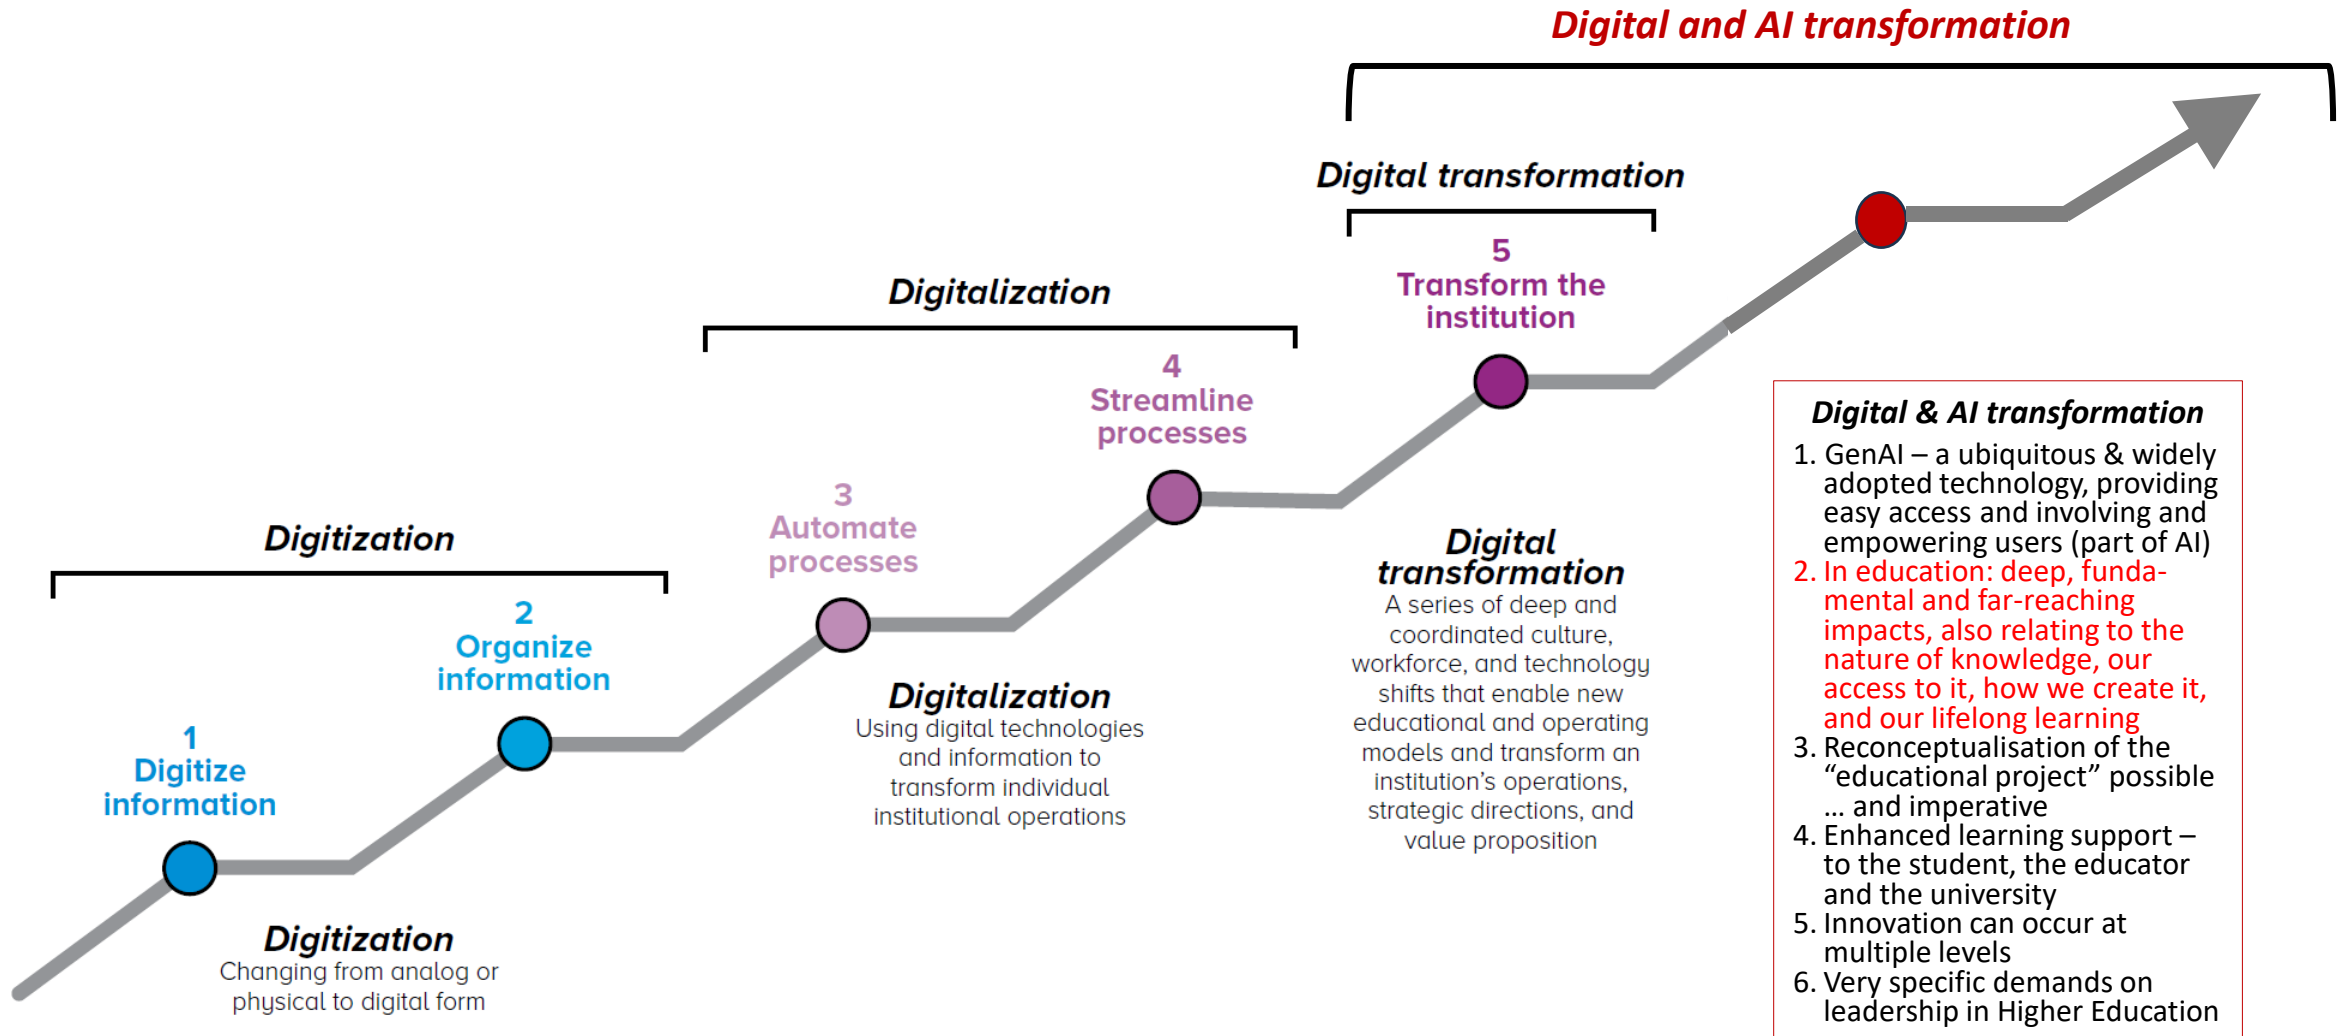 Digital and AI transformation
Digital transformation
5
Transform the
institution
Digitalization
4
Streamline
processes
3
Automate
processes
Digitization
2
Organize
information
1
Digitize
information
Digitization
Changing from analog or
physical to digital form
Digitalization
Using digital technologies
and information to
transform individual
institutional operations
Digital
transformation
A series of deep and
coordinated culture,
workforce, and technology
shifts that enable new
educational and operating
models and transform an
institution’s operations,
strategic directions, and
value proposition
Digital & AI transformation
1. GenAI – a ubiquitous & widely
adopted technology, providing
easy access and involving and
empowering users (part of AI)
2. In education: deep, funda-
mental and far-reaching
impacts, also relating to the
nature of knowledge, our
access to it, how we create it,
and our lifelong learning
3. Reconceptualisation of the
“educational project” possible
… and imperative
4. Enhanced learning support –
to the student, the educator
and the university
5. Innovation can occur at
multiple levels
6. Very specific demands on
leadership in Higher Education